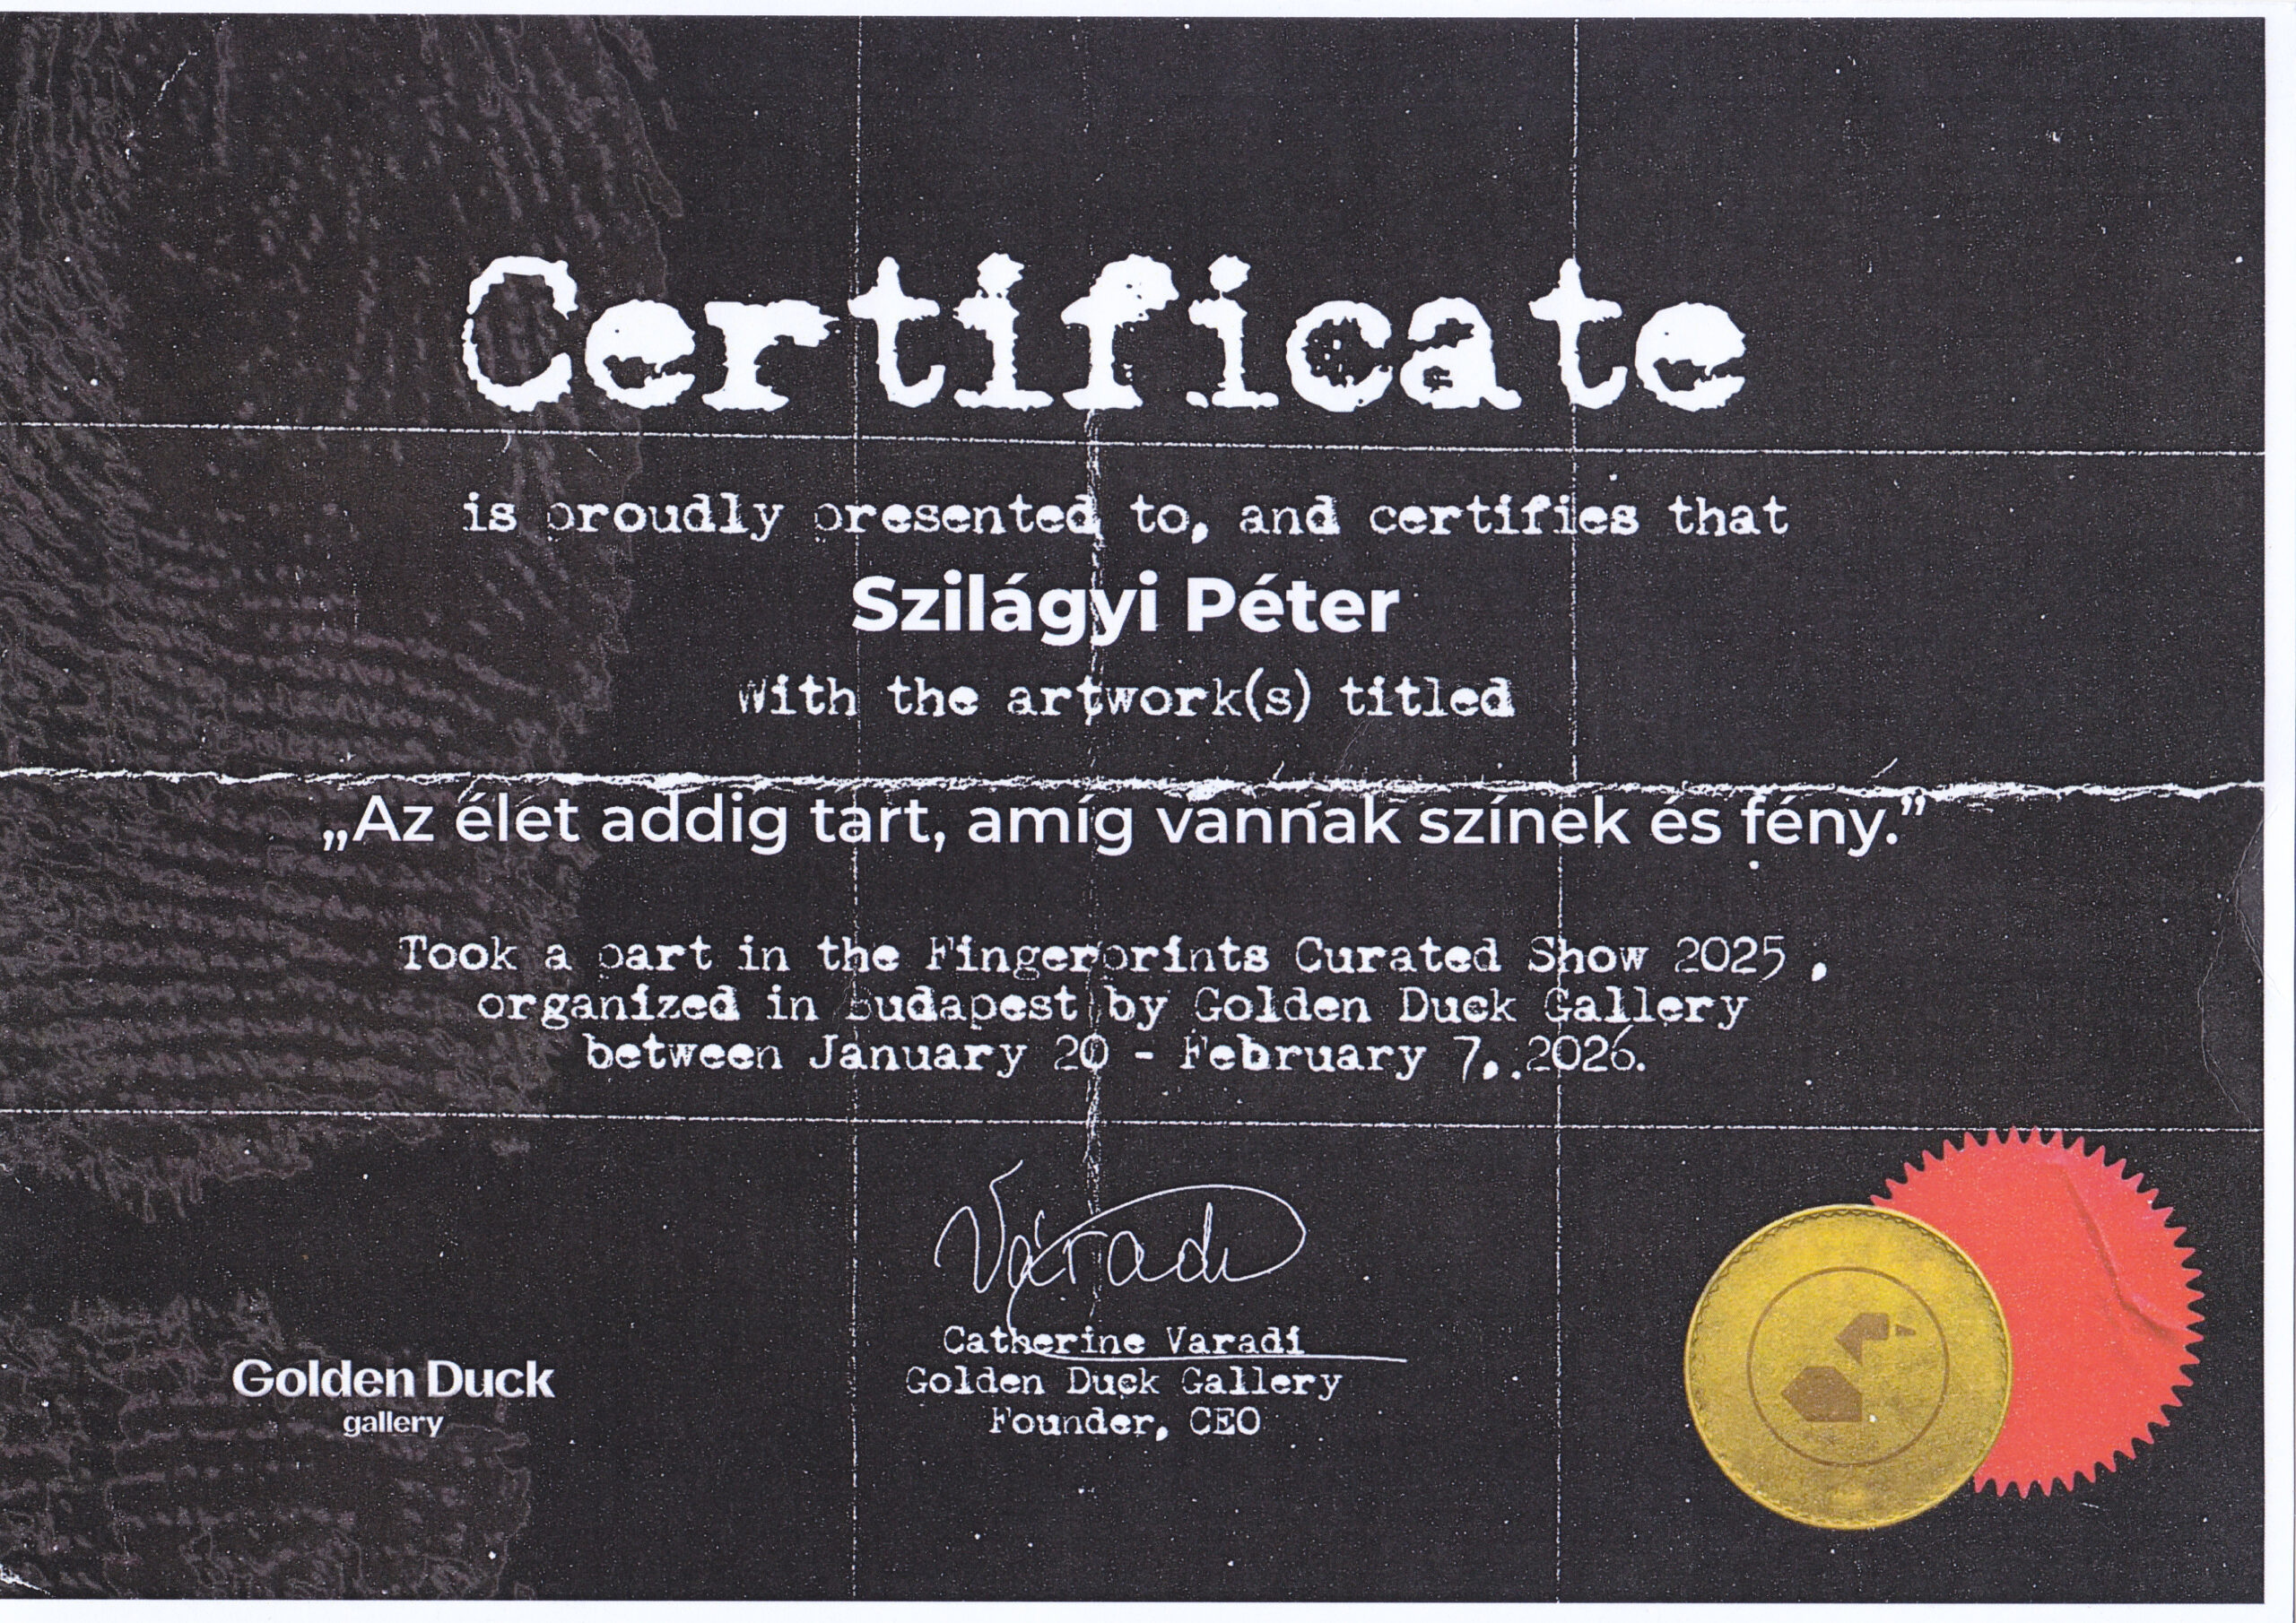 Certificate
is proudly presented to, and certifies that
Szilágyi Péter
With the artwork(s) titled
„Az élet addig tart, amíg vannak színek és fény.”
Took a part in the Fingerprints Curated Show 2025 ,
organized in Budapest by Golden Duck Gallery
between January 20 - February 7,.2026.
Váradi
Catherine Varadi
Golden Duck Gallery
Founder, CEO
Golden Duck
gallery